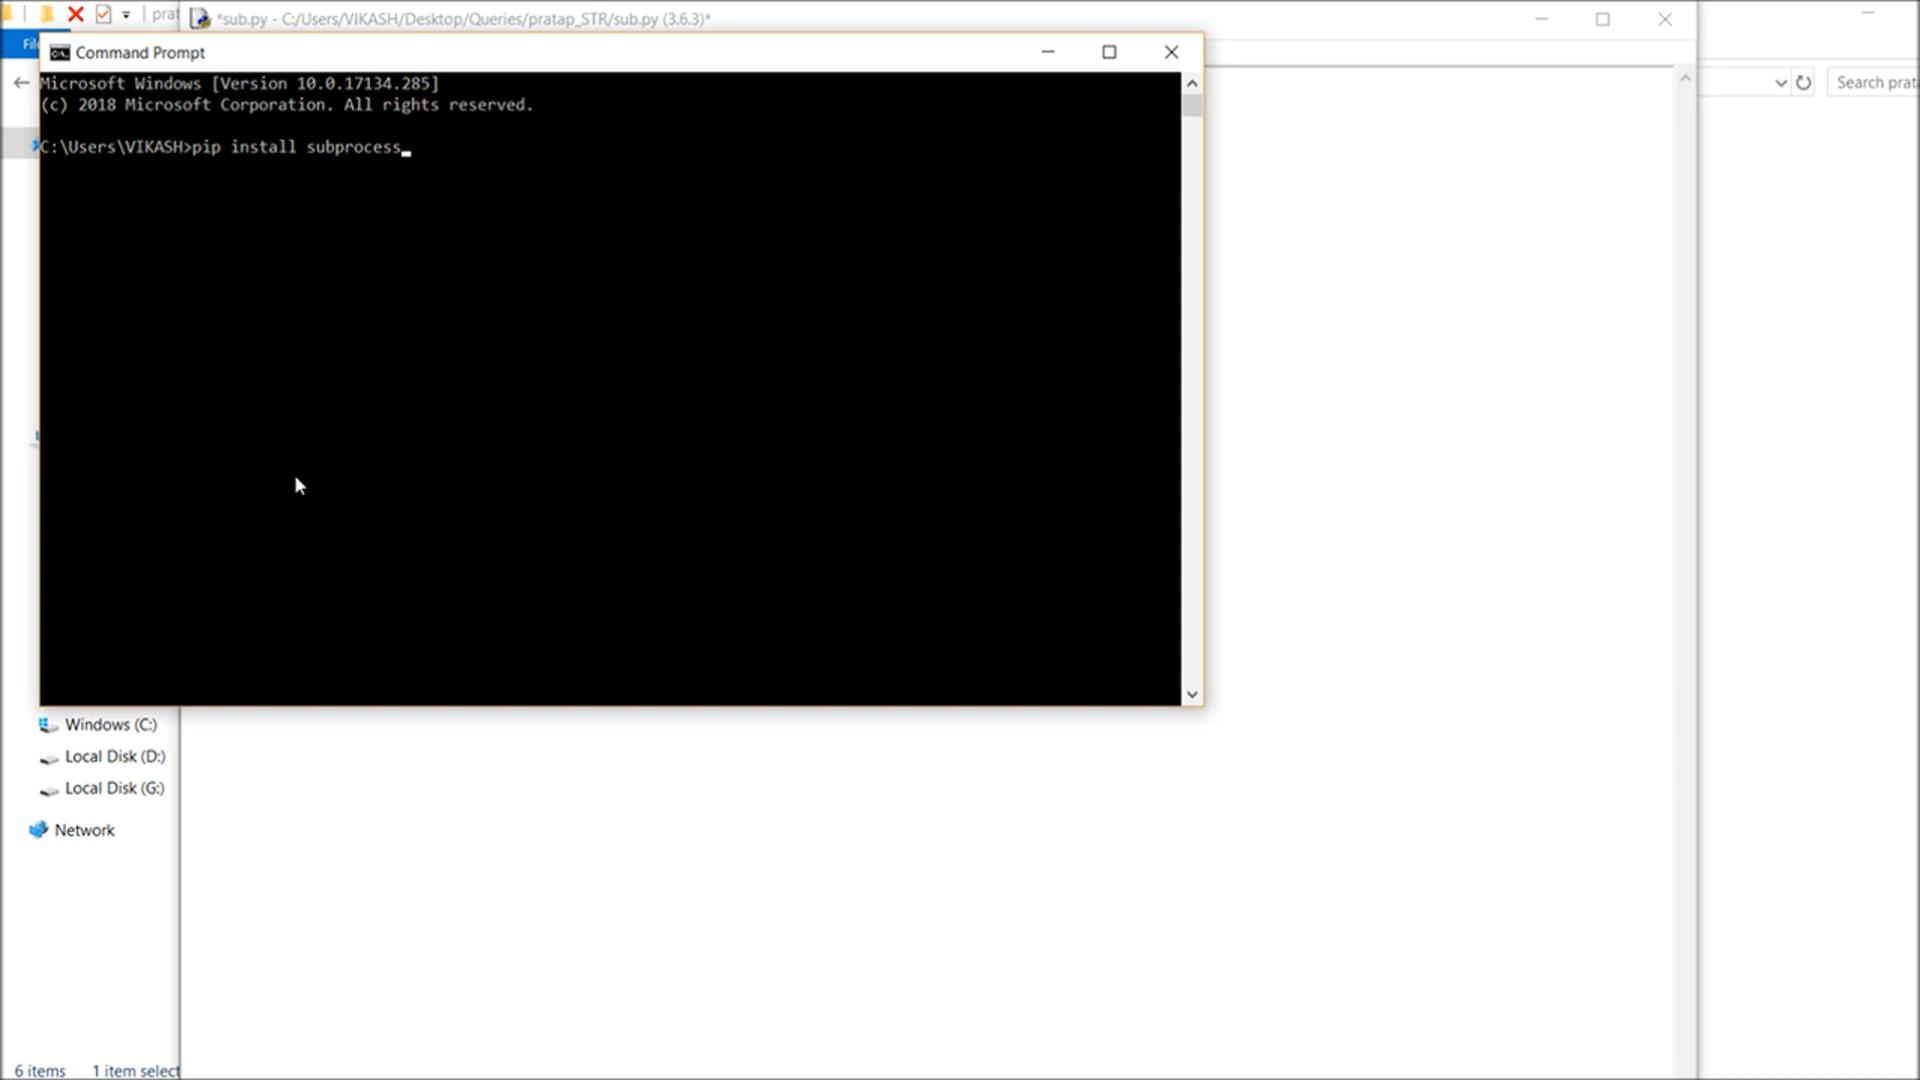 prat
*sub.py - C:/Users/VIKASH/Desktop/Queries/pratap_STR/sub.py (3.6.3)*
Fil
Command Prompt
Search prata
Microsoft Windows [Version 10.0.17134.285]
(c) 2018 Microsoft Corporation. All rights reserved.
C:\Users\VIKASH>pip install subprocess
Windows (C:)
Local Disk (D:)
Local Disk (G:)
Network
6 items 1 item select